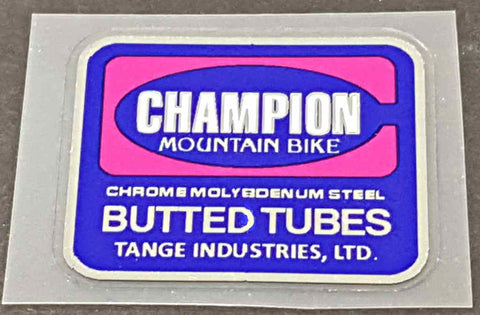 CHAMPION
MOUNTAIN BIKE
CHROME MOLYBDENUM STEEL
BUTTED TUBES
TANGE INDUSTRIES, LTD.